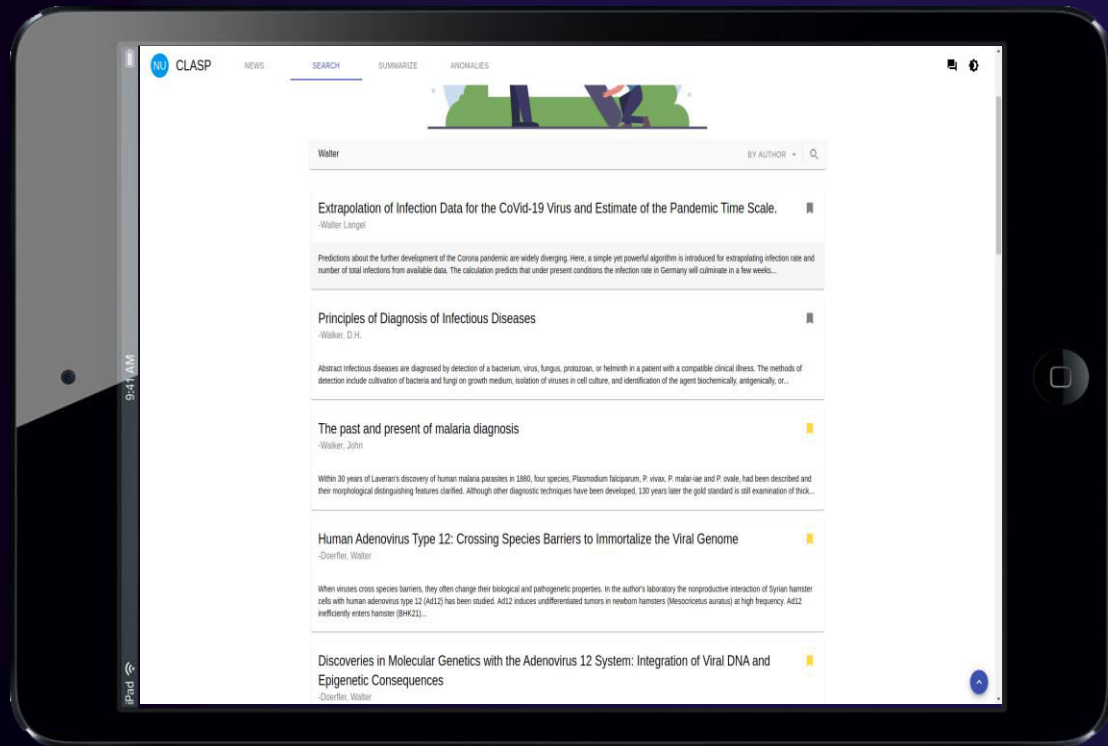 NU CLASP NEWS SEARCH SUMMARIZE ANOMALIES
Walter BY AUTHOR
Extrapolation of Infection Data for the CoVid-19 Virus and Estimate of the Pandemic Time Scale.
-Walter Langel
Predictions about the further development of the Corona pandemic are widely diverging. Here, a simple yet powerful algorithm is introduced for extrapolating infection rate and
number of total infections from available data. The calculation predicts that under present conditions the infection rate in Germany will culminate in a few weeks...
Principles of Diagnosis of Infectious Diseases
-Walker, D.H.
Abstract Infectious diseases are diagnosed by detection of a bacterium, virus, fungus, protozoan, or helminth in a patient with a compatible clinical illness. The methods of
detection include cultivation of bacteria and fungi on growth medium, isolation of viruses in cell culture, and identification of the agent biochemically, antigenically, or...
The past and present of malaria diagnosis
-Walker, John
Within 30 years of Laveran's discovery of human malaria parasites in 1880, four species, Plasmodium falciparum, P. vivax, P. malar-iae and P. ovale, had been described and
their morphological distinguishing features clarified. Although other diagnostic techniques have been developed, 130 years later the gold standard is still examination of thick...
Human Adenovirus Type 12: Crossing Species Barriers to Immortalize the Viral Genome
-Doerfler, Walter
When viruses cross species barriers, they often change their biological and pathogenetic properties. In the author's laboratory the nonproductive interaction of Syrian hamster
cells with human adenovirus type 12 (Ad12) has been studied. Ad12 induces undifferentiated tumors in newborn hamsters (Mesocricetus auratus) at high frequency. Ad12
inefficiently enters hamster (BHK21)...
Discoveries in Molecular Genetics with the Adenovirus 12 System: Integration of Viral DNA and
Epigenetic Consequences
-Doerfler, Walter
iPad
9:41 AM